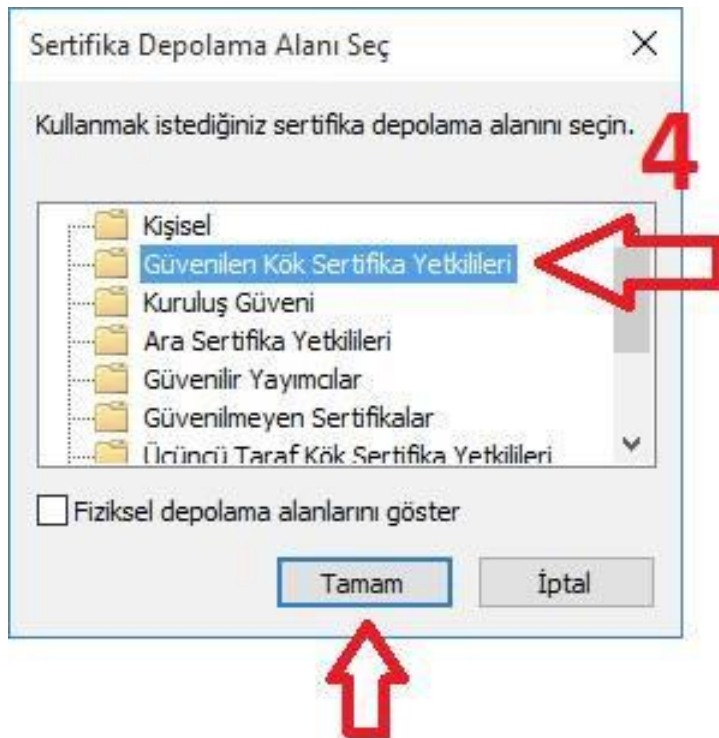 Sertifika Depolama Alanı Seç
Kullanmak istediğiniz sertifika depolama alanını seçin.
4
Kişisel
Güvenilen Kök Sertifika Yetkilileri
Kuruluş Güveni
Ara Sertifika Yetkilileri
Güvenilir Yayımcılar
Güvenilmeyen Sertifikalar
Üçüncü Taraf Kök Sertifika Yetkilileri
Fiziksel depolama alanlarını göster
Tamam
İptal